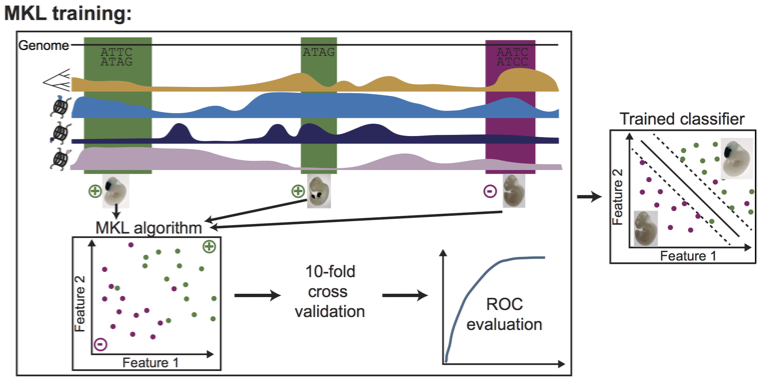 MKL training:
Genome
ATTC
ATAG
ATAG
AATC
ATCC
+
+
-
MKL algorithm
Feature 2
+
-
Feature 1
10-fold
cross
validation
ROC
evaluation
Trained classifier
Feature 2
Feature 1